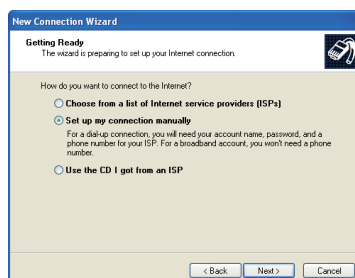 New Connection Wizard
Getting Ready
The wizard is preparing to set up your Internet connection.
How do you want to connect to the Internet?
Choose from a list of Internet service providers (ISPs)
Set up my connection manually
For a dial-up connection, you will need your account name, password, and a
phone number for your ISP. For a broadband account, you won't need a phone
number.
Use the CD I got from an ISP
< Back
Next >
Cancel